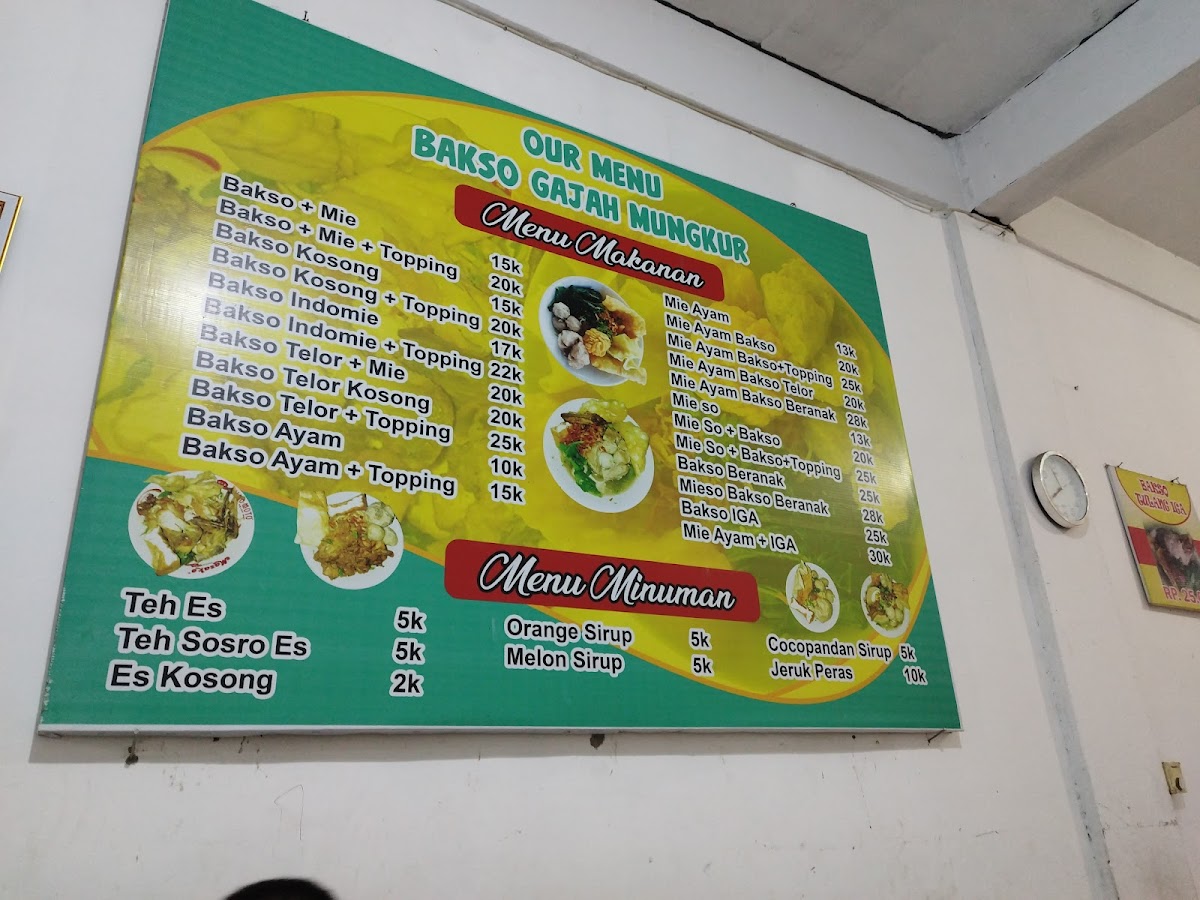 OUR MENU
BAKSO GAJAH MUNGKUR
Menu Makanan
Bakso + Mie 15k
Bakso + Mie + Topping 20k
Bakso Kosong 15k
Bakso Kosong + Topping 20k
Bakso Indomie 17k
Bakso Indomie + Topping 22k
Bakso Telor + Mie 20k
Bakso Telor Kosong 20k
Bakso Telor + Topping 25k
Bakso Ayam 10k
Bakso Ayam + Topping 15k
Mie Ayam 13k
Mie Ayam Bakso 20k
Mie Ayam Bakso+Topping 25k
Mie Ayam Bakso Telor 20k
Mie Ayam Bakso Beranak 28k
Mie so 13k
Mie So + Bakso 20k
Mie So + Bakso+Topping 25k
Bakso Beranak 25k
Mieso Bakso Beranak 28k
Bakso IGA 25k
Mie Ayam + IGA 30k
Menu Minuman
Teh Es 5k
Teh Sosro Es 5k
Es Kosong 2k
Orange Sirup 5k
Melon Sirup 5k
Cocopandan Sirup 5k
Jeruk Peras 10k
BAKSO
TULANG IGA